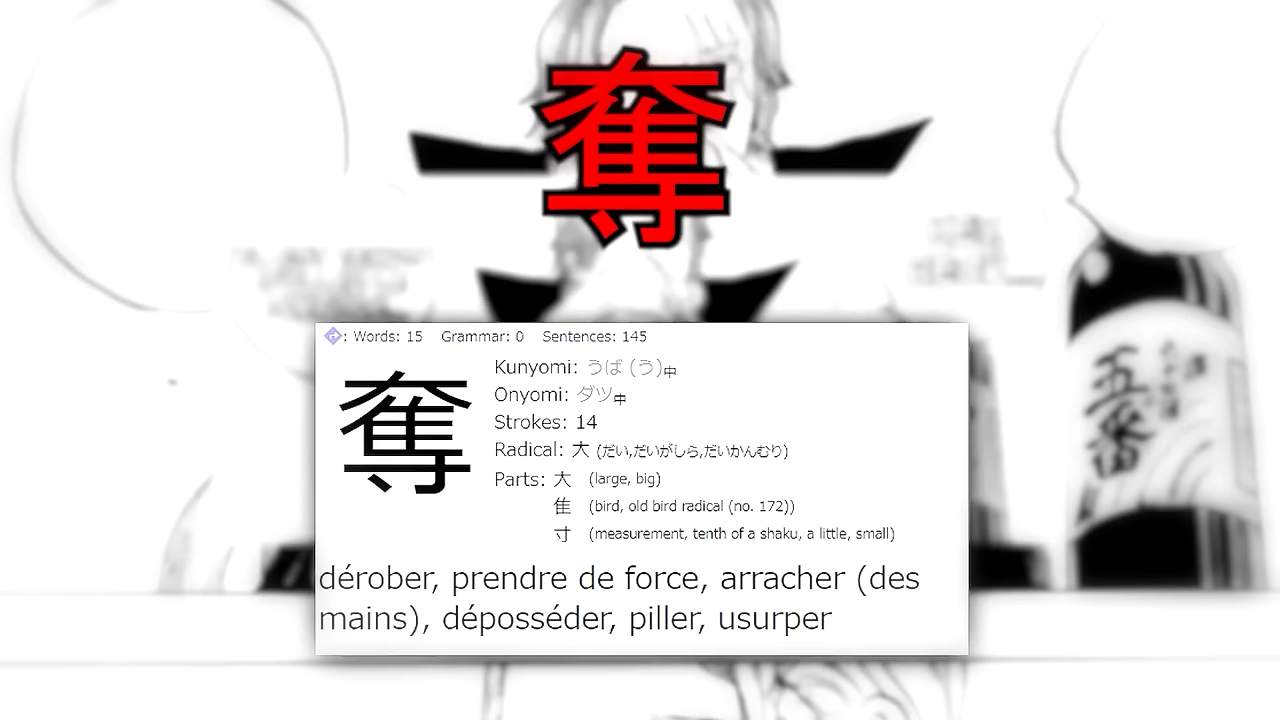 奪
: Words: 15 Grammar: 0 Sentences: 145
奪
Kunyomi: うば (う)中
Onyomi: ダツ中
Strokes: 14
Radical: 大 (だい,だいがしら,だいかんむり)
Parts: 大 (large, big)
隹 (bird, old bird radical (no. 172))
寸 (measurement, tenth of a shaku, a little, small)
dérober, prendre de force, arracher (des
mains), déposséder, piller, usurper
五番